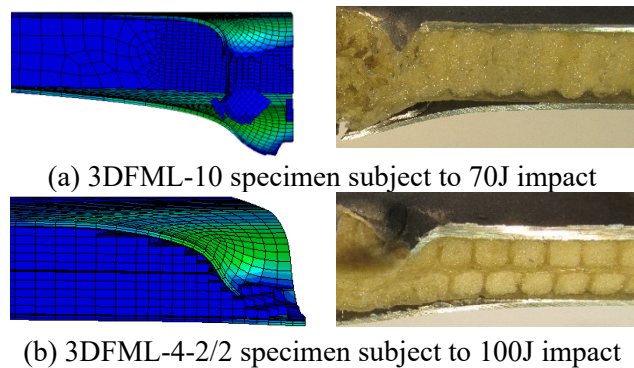 (a) 3DFML-10 specimen subject to 70J impact
(b) 3DFML-4-2/2 specimen subject to 100J impact